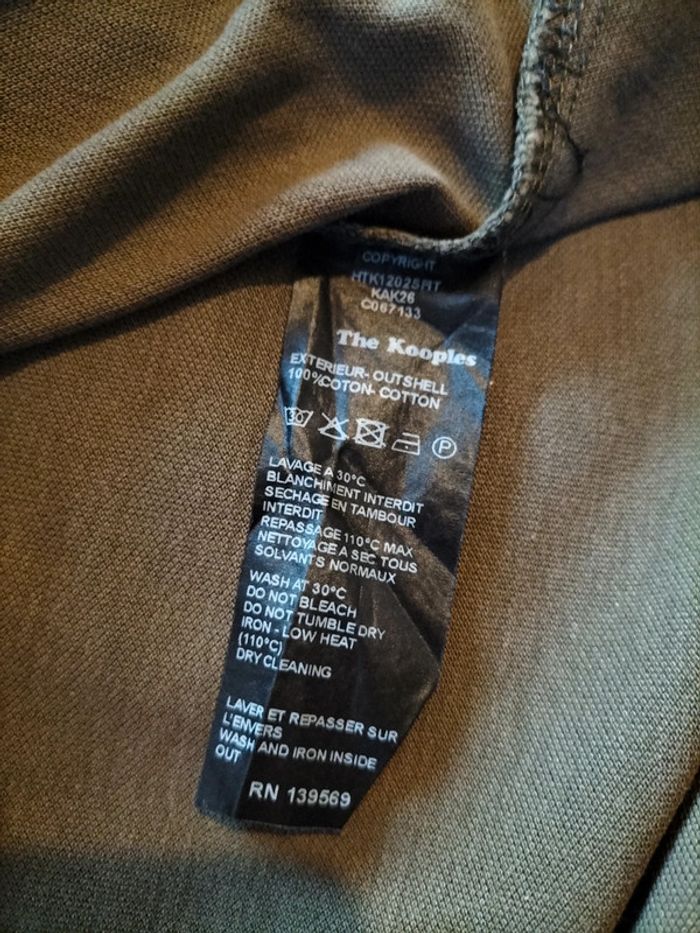 COPYRIGHT
HTK1202SFIT
KAK26
C067133
The Kooples
EXTERIEUR- OUTSHELL
100%COTON- COTTON
30 P
LAVAGE A 30°C
BLANCHIMENT INTERDIT
SECHAGE EN TAMBOUR
INTERDIT
REPASSAGE 110°C MAX
NETTOYAGE A SEC TOUS
SOLVANTS NORMAUX
WASH AT 30°C
DO NOT BLEACH
DO NOT TUMBLE DRY
IRON - LOW HEAT
(110°C)
DRY CLEANING
LAVER ET REPASSER SUR
L'ENVERS
WASH AND IRON INSIDE
OUT
RN 139569